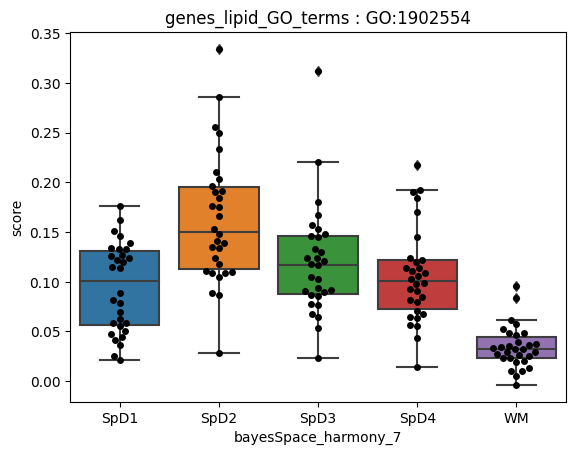 genes_lipid_GO_terms : GO:1902554
0.35
0.30
0.25
0.20
0.15
0.10
0.05
0.00
score
SpD1 SpD2 SpD3 SpD4 WM
bayesSpace_harmony_7